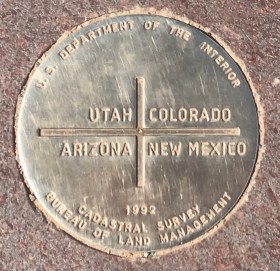 U.S. DEPARTMENT OF THE INTERIOR
UTAH COLORADO
ARIZONA NEW MEXICO
1992
CADASTRAL SURVEY
BUREAU OF LAND MANAGEMENT